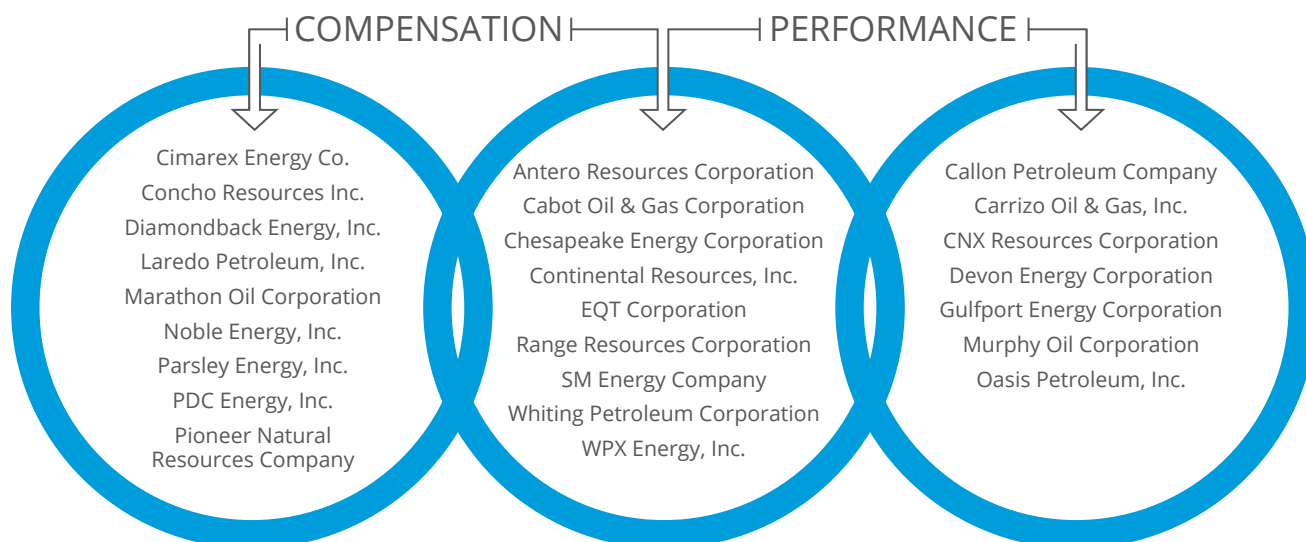 COMPENSATION
PERFORMANCE
Cimarex Energy Co.
Concho Resources Inc.
Diamondback Energy, Inc.
Laredo Petroleum, Inc.
Marathon Oil Corporation
Noble Energy, Inc.
Parsley Energy, Inc.
PDC Energy, Inc.
Pioneer Natural
Resources Company
Antero Resources Corporation
Cabot Oil & Gas Corporation
Chesapeake Energy Corporation
Continental Resources, Inc.
EQT Corporation
Range Resources Corporation
SM Energy Company
Whiting Petroleum Corporation
WPX Energy, Inc.
Callon Petroleum Company
Carrizo Oil & Gas, Inc.
CNX Resources Corporation
Devon Energy Corporation
Gulfport Energy Corporation
Murphy Oil Corporation
Oasis Petroleum, Inc.